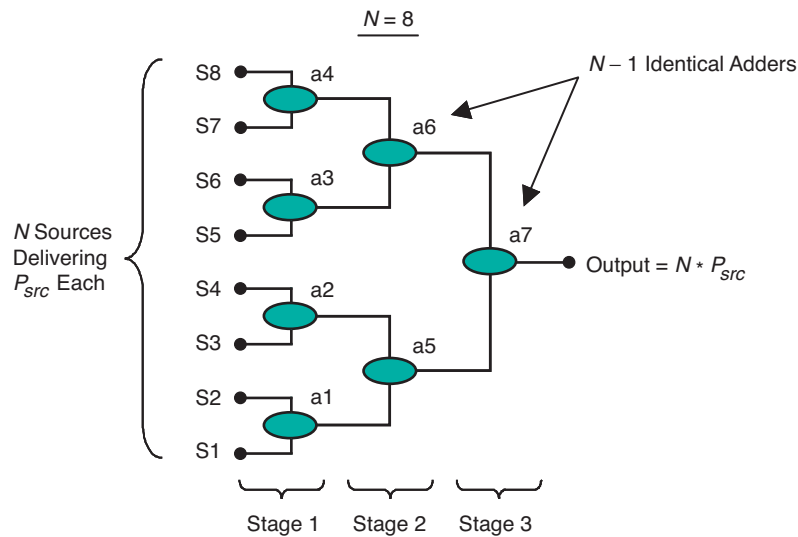 N = 8
N – 1 Identical Adders
S8
a4
S7
a6
S6
a3
S5
a7
N Sources
Delivering
Psrc Each
Output = N * Psrc
S4
a2
S3
a5
S2
a1
S1
Stage 1
Stage 2
Stage 3